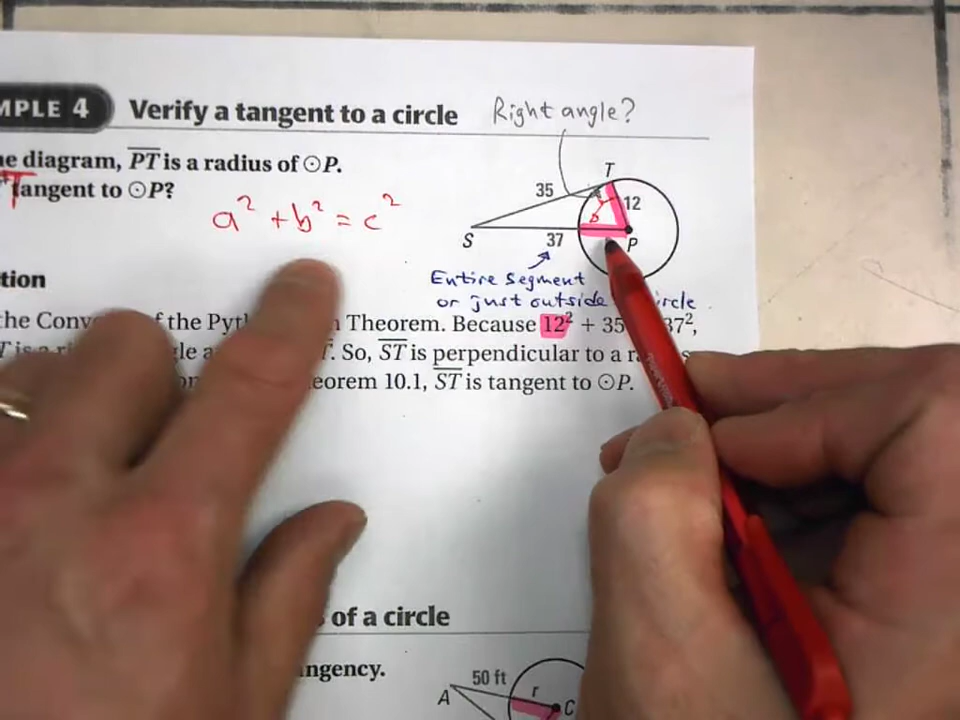 MPLE 4 Verify a tangent to a circle Right angle?
e diagram, PT is a radius of ⊙P.
tangent to ⊙P?
a² + b² = c²
T
35
12
S
37
P
Entire segment
or just outside ircle
tion
the Conv f the Pyt Theorem. Because 12² + 35 37²,
So, ST is perpendicular to a r
eorem 10.1, ST is tangent to ⊙P.
of a circle
ngency.
50 ft
r
A
C